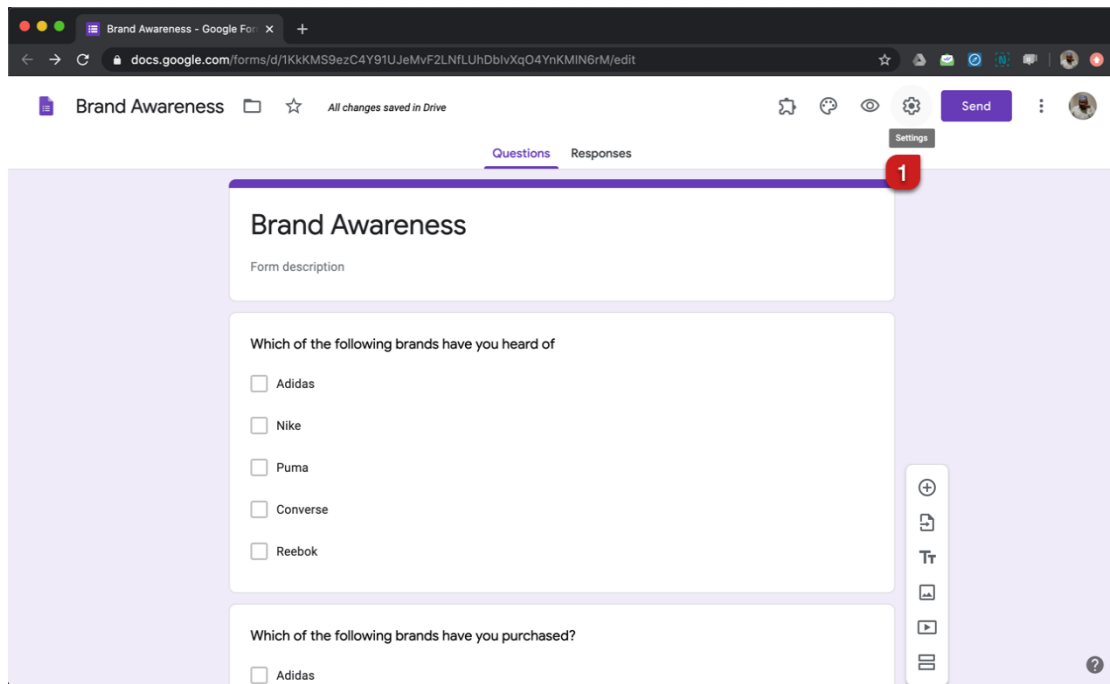 Brand Awareness - Google For
docs.google.com/forms/d/1KkKMS9ezC4Y91UJeMvF2LNfLUhDbIvXqO4YnKMIN6rM/edit
Brand Awareness
All changes saved in Drive
Send
Settings
Questions Responses
1
Brand Awareness
Form description
Which of the following brands have you heard of
Adidas
Nike
Puma
Converse
Reebok
Tт
Which of the following brands have you purchased?
Adidas